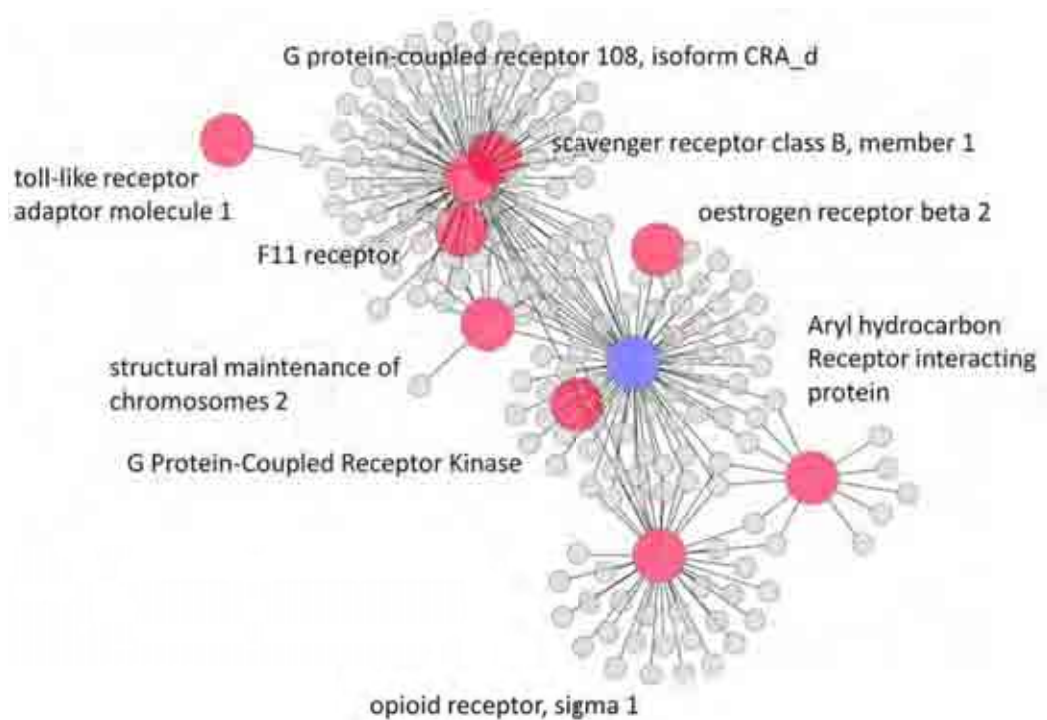 G protein-coupled receptor 108, isoform CRA_d
scavenger receptor class B, member 1
toll-like receptor
adaptor molecule 1
oestrogen receptor beta 2
F11 receptor
Aryl hydrocarbon
Receptor interacting
protein
structural maintenance of
chromosomes 2
G Protein-Coupled Receptor Kinase
opioid receptor, sigma 1